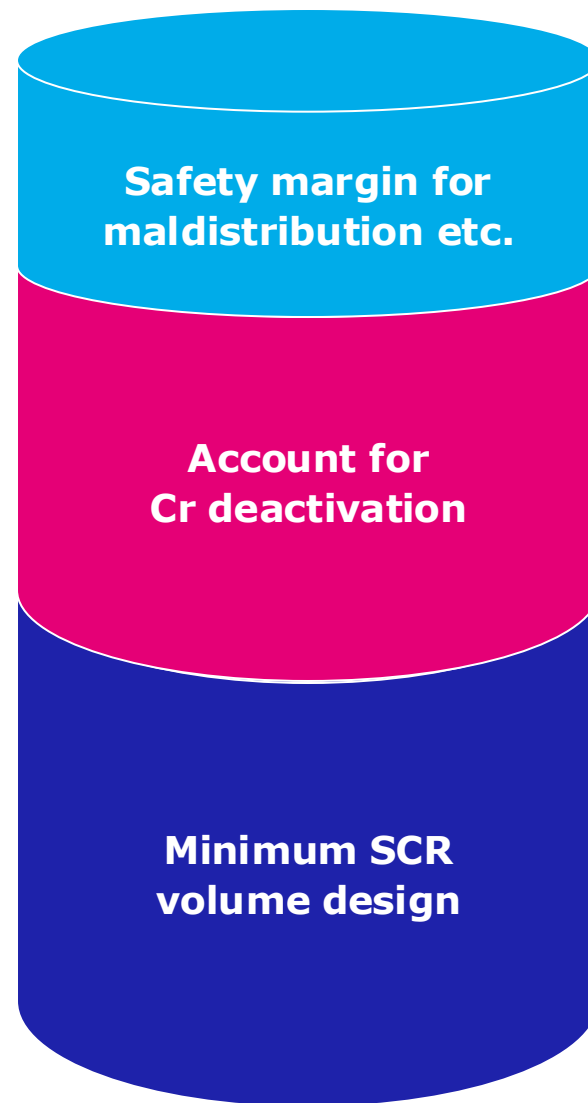 Safety margin for
maldistribution etc.
Account for
Cr deactivation
Minimum SCR
volume design